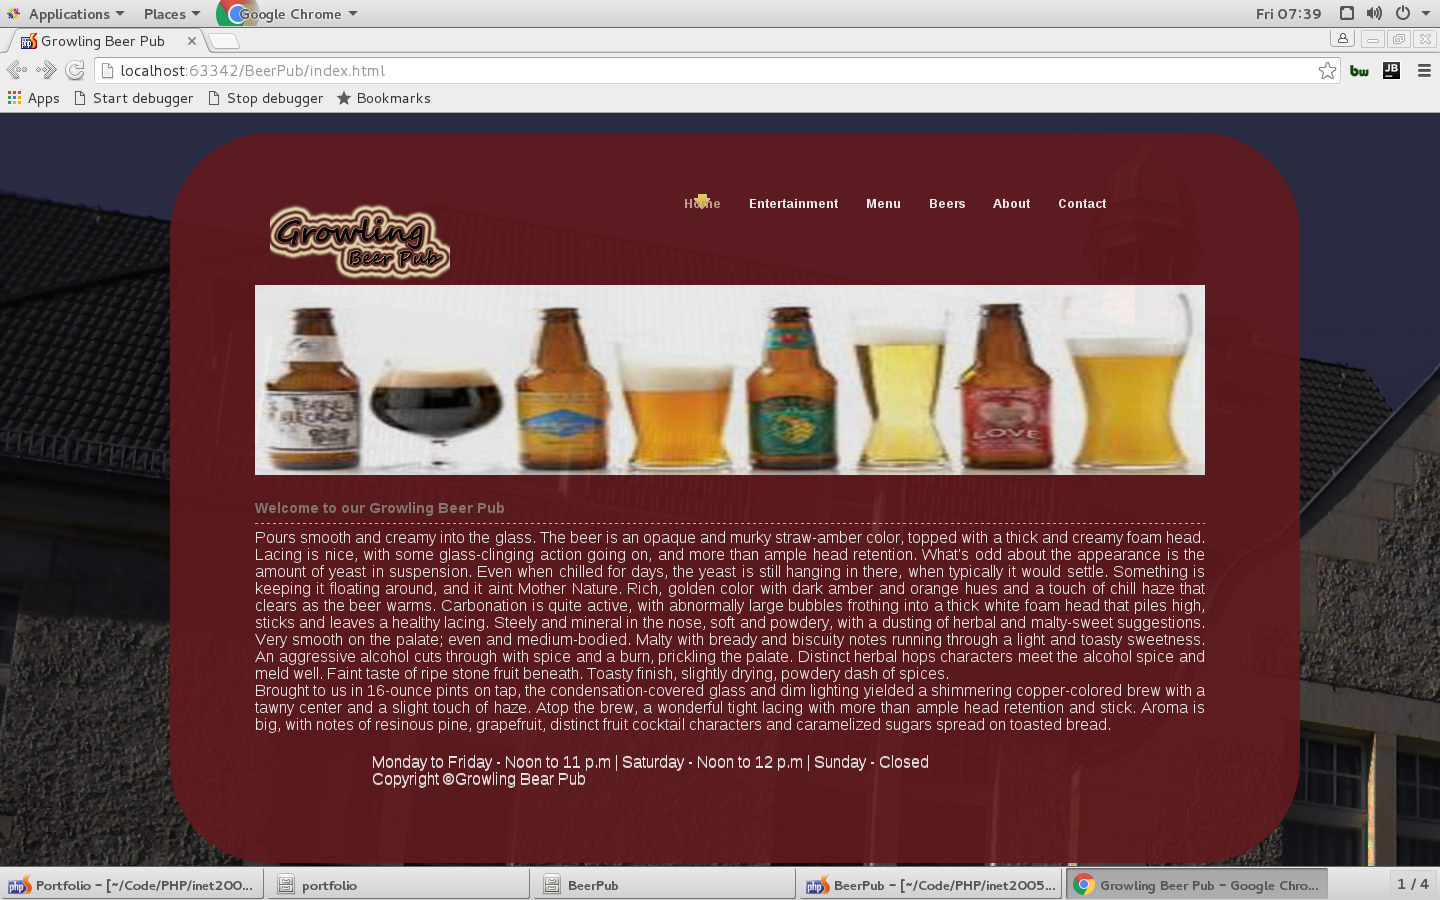 Applications Places Google Chrome Fri 07:39
Growling Beer Pub
localhost:63342/BeerPub/index.html
Apps Start debugger Stop debugger Bookmarks
Home Entertainment Menu Beers About Contact
Growling
Beer Pub
LOVE
Welcome to our Growling Beer Pub
Pours smooth and creamy into the glass. The beer is an opaque and murky straw-amber color, topped with a thick and creamy foam head.
Lacing is nice, with some glass-clinging action going on, and more than ample head retention. What's odd about the appearance is the
amount of yeast in suspension. Even when chilled for days, the yeast is still hanging in there, when typically it would settle. Something is
keeping it floating around, and it aint Mother Nature. Rich, golden color with dark amber and orange hues and a touch of chill haze that
clears as the beer warms. Carbonation is quite active, with abnormally large bubbles frothing into a thick white foam head that piles high,
sticks and leaves a healthy lacing. Steely and mineral in the nose, soft and powdery, with a dusting of herbal and malty-sweet suggestions.
Very smooth on the palate; even and medium-bodied. Malty with bready and biscuity notes running through a light and toasty sweetness.
An aggressive alcohol cuts through with spice and a burn, prickling the palate. Distinct herbal hops characters meet the alcohol spice and
meld well. Faint taste of ripe stone fruit beneath. Toasty finish, slightly drying, powdery dash of spices.
Brought to us in 16-ounce pints on tap, the condensation-covered glass and dim lighting yielded a shimmering copper-colored brew with a
tawny center and a slight touch of haze. Atop the brew, a wonderful tight lacing with more than ample head retention and stick. Aroma is
big, with notes of resinous pine, grapefruit, distinct fruit cocktail characters and caramelized sugars spread on toasted bread.
Monday to Friday - Noon to 11 p.m | Saturday - Noon to 12 p.m | Sunday - Closed
Copyright ©Growling Bear Pub
php Portfolio - [~/Code/PHP/inet200... portfolio BeerPub php BeerPub - [~/Code/PHP/inet2005... Growling Beer Pub - Google Chro... 1 / 4